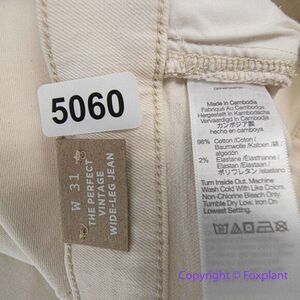 5060
W 31
THE PERFECT
VINTAGE
WIDE-LEG JEAN
Made in Cambodia
Fabriqué Au Cambodge
Hergestellt In Kambodscha
Vervaardigd In Cambodja
カンボジア製
hecho en camboya
98% Cotton / Coton /
Baumwolle / Katoen / 綿 /
algodón
2% Elastane / Elasthanne /
Elastan / Elastaan /
ポリウレタン / elastano
Turn Inside Out. Machine
Wash Cold With Like Colors.
Non-Chlorine Bleach Only.
Tumble Dry Low. Iron On
Lowest Setting.
Copyright © Foxplant